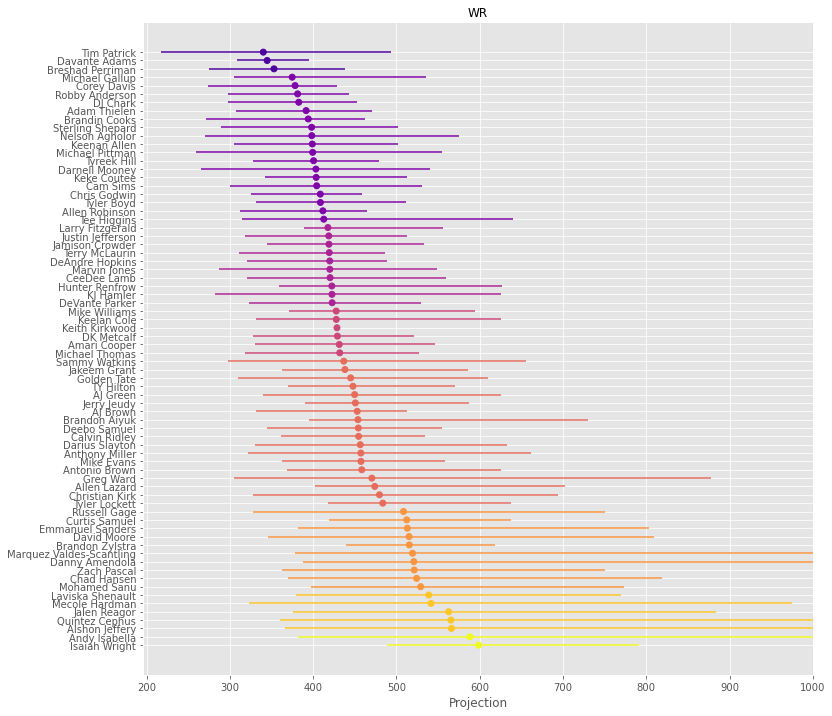 WR
Tim Patrick
Davante Adams
Breshad Perriman
Michael Gallup
Corey Davis
Robby Anderson
DJ Chark
Adam Thielen
Brandin Cooks
Sterling Shepard
Nelson Agholor
Keenan Allen
Michael Pittman
Tyreek Hill
Darnell Mooney
Keke Coutee
Cam Sims
Chris Godwin
Tyler Boyd
Allen Robinson
Tee Higgins
Larry Fitzgerald
Justin Jefferson
Jamison Crowder
Terry McLaurin
DeAndre Hopkins
Marvin Jones
CeeDee Lamb
Hunter Renfrow
KJ Hamler
DeVante Parker
Mike Williams
Keelan Cole
Keith Kirkwood
DK Metcalf
Amari Cooper
Michael Thomas
Sammy Watkins
Jakeem Grant
Golden Tate
TY Hilton
AJ Green
Jerry Jeudy
AJ Brown
Brandon Aiyuk
Deebo Samuel
Calvin Ridley
Darius Slayton
Anthony Miller
Mike Evans
Antonio Brown
Greg Ward
Allen Lazard
Christian Kirk
Tyler Lockett
Russell Gage
Curtis Samuel
Emmanuel Sanders
David Moore
Brandon Zylstra
Marquez Valdes-Scantling
Danny Amendola
Zach Pascal
Chad Hansen
Mohamed Sanu
Laviska Shenault
Mecole Hardman
Jalen Reagor
Quintez Cephus
Alshon Jeffery
Andy Isabella
Isaiah Wright
200 300 400 500 600 700 800 900 1000
Projection